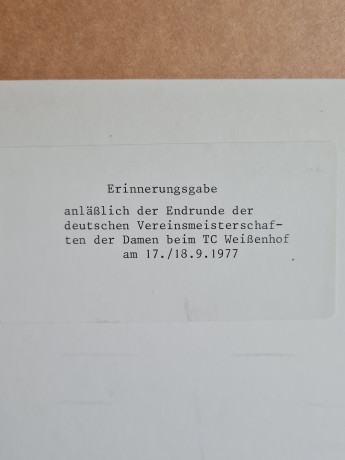 Erinnerungsgabe
anläßlich der Endrunde der
deutschen Vereinsmeisterschaf-
ten der Damen beim TC Weißenhof
am 17./18.9.1977